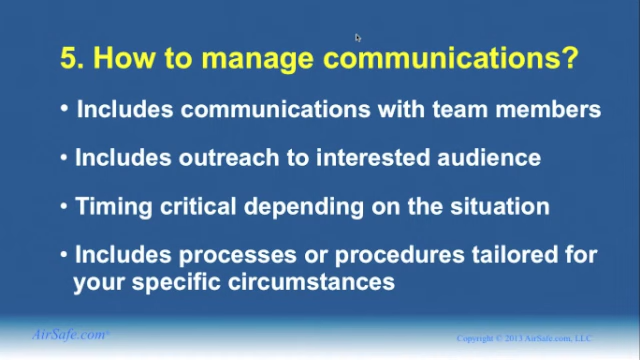 5. How to manage communications?
• Includes communications with team members
• Includes outreach to interested audience
• Timing critical depending on the situation
• Includes processes or procedures tailored for
your specific circumstances
AirSafe.com
Copyright © 2013 AirSafe.com, LLC